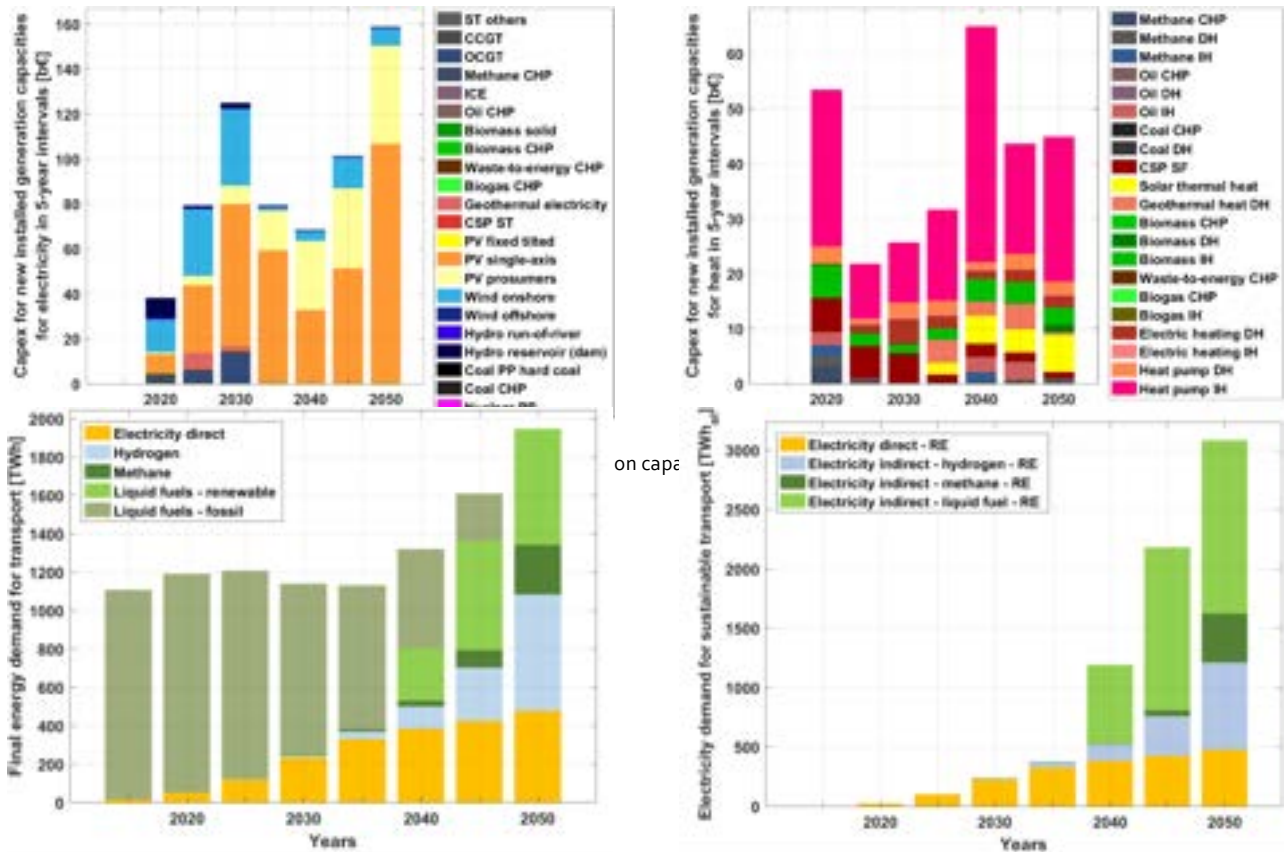 Capex for new installed generation capacities
for electricity in 5-year intervals [b€]
160
140
120
100
80
60
40
20
0
2020
2030
2040
2050
ST others
CCGT
OCGT
Methane CHP
ICE
Oil CHP
Biomass solid
Biomass CHP
Waste-to-energy CHP
Biogas CHP
Geothermal electricity
CSP ST
PV fixed tilted
PV single-axis
PV prosumers
Wind onshore
Wind offshore
Hydro run-of-river
Hydro reservoir (dam)
Coal PP hard coal
Coal CHP
Capex for new installed generation capacities
for heat in 5-year intervals [b€]
60
50
40
30
20
10
0
2020
2030
2040
2050
Methane CHP
Methane DH
Methane IH
Oil CHP
Oil DH
Oil IH
Coal CHP
Coal DH
CSP SF
Solar thermal heat
Geothermal heat DH
Biomass CHP
Biomass DH
Biomass IH
Waste-to-energy CHP
Biogas CHP
Biogas IH
Electric heating DH
Electric heating IH
Heat pump DH
Heat pump IH
on capa
Final energy demand for transport [TWh]
2000
1800
1600
1400
1200
1000
800
600
400
200
0
Electricity direct
Hydrogen
Methane
Liquid fuels - renewable
Liquid fuels - fossil
2020
2030
2040
2050
Years
Electricity demand for sustainable transport [TWhel]
3000
2500
2000
1500
1000
500
0
Electricity direct - RE
Electricity indirect - hydrogen - RE
Electricity indirect - methane - RE
Electricity indirect - liquid fuel - RE
2020
2030
2040
2050
Years